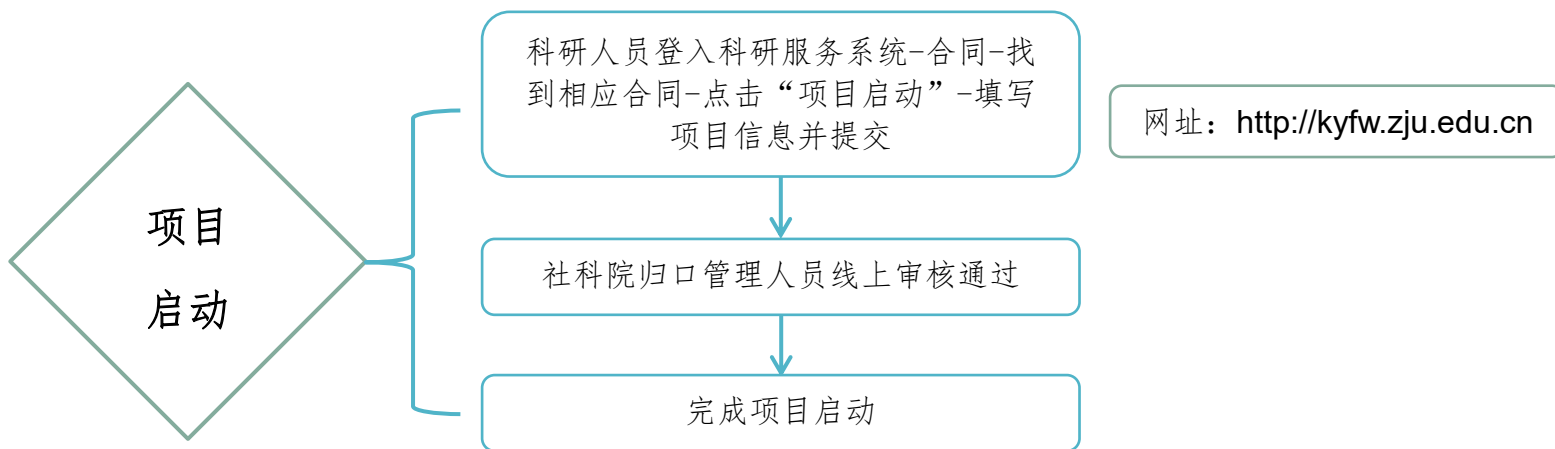 项目
启动
科研人员登入科研服务系统-合同-找
到相应合同-点击“项目启动”-填写
项目信息并提交
网址：http://kyfw.zju.edu.cn
社科院归口管理人员线上审核通过
完成项目启动